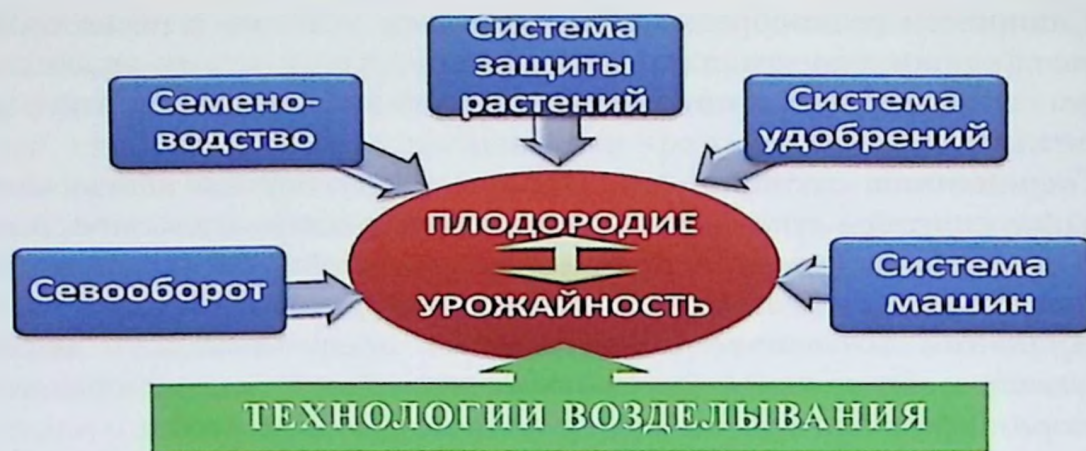 Система
защиты
растений
Семено-
водство
Система
удобрений
ПЛОДОРОДИЕ
УРОЖАЙНОСТЬ
Севооборот
Система
машин
ТЕХНОЛОГИИ ВОЗДЕЛЫВАНИЯ